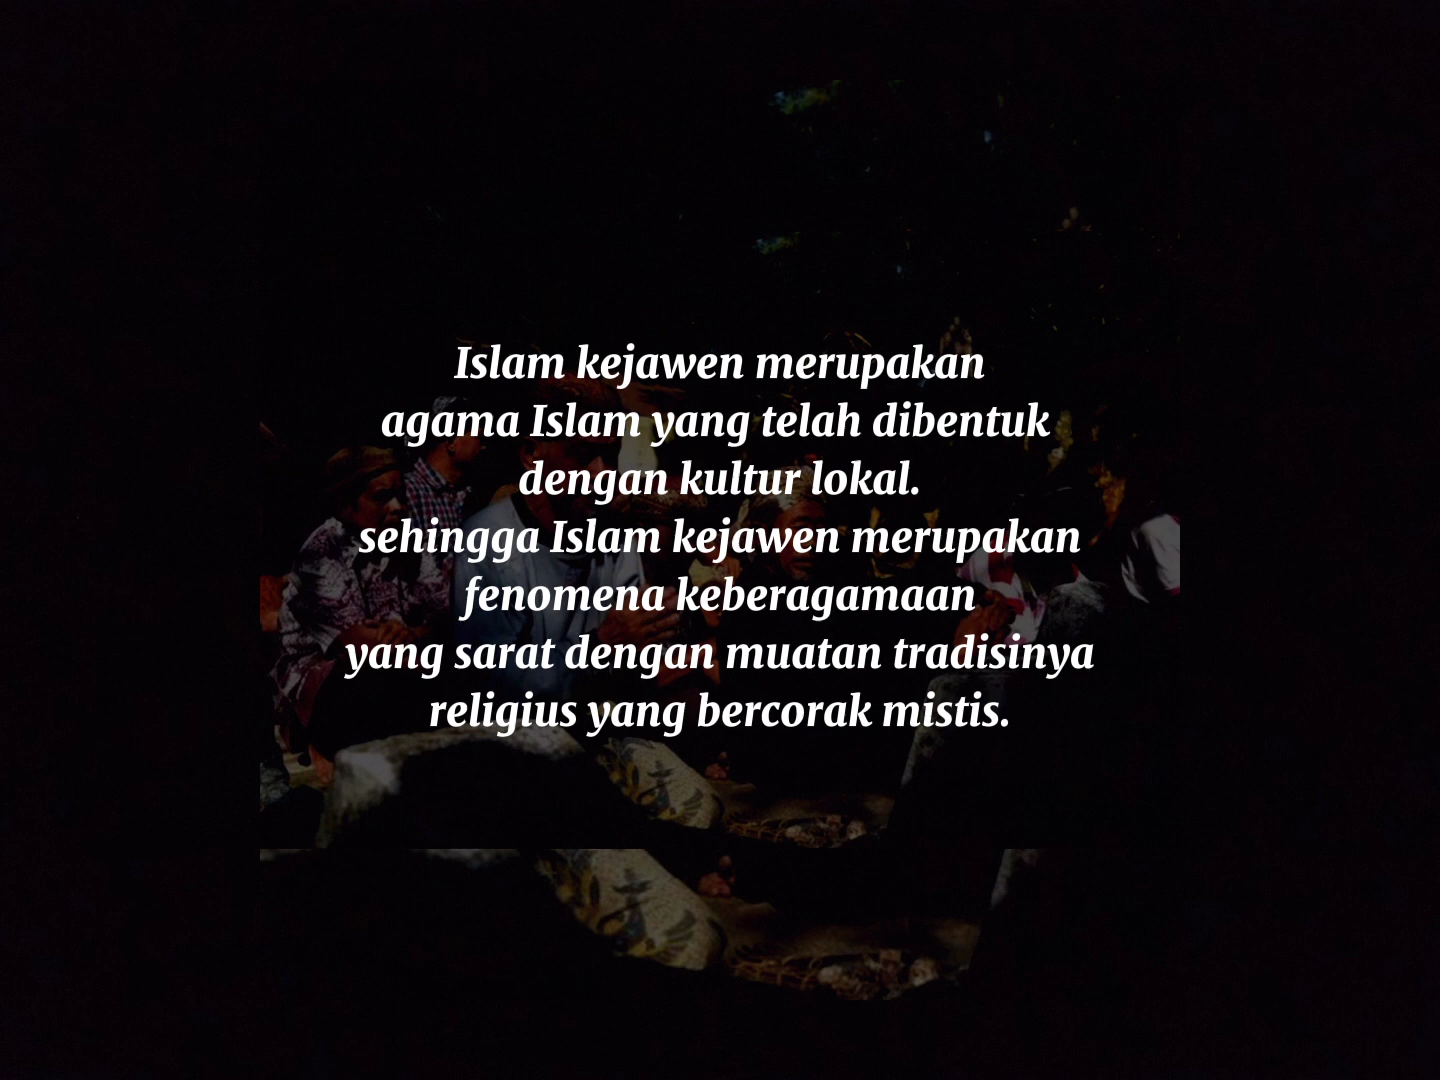 Islam kejawen merupakan
agama Islam yang telah dibentuk
dengan kultur lokal.
sehingga Islam kejawen merupakan
fenomena keberagamaan
yang sarat dengan muatan tradisinya
religius yang bercorak mistis.